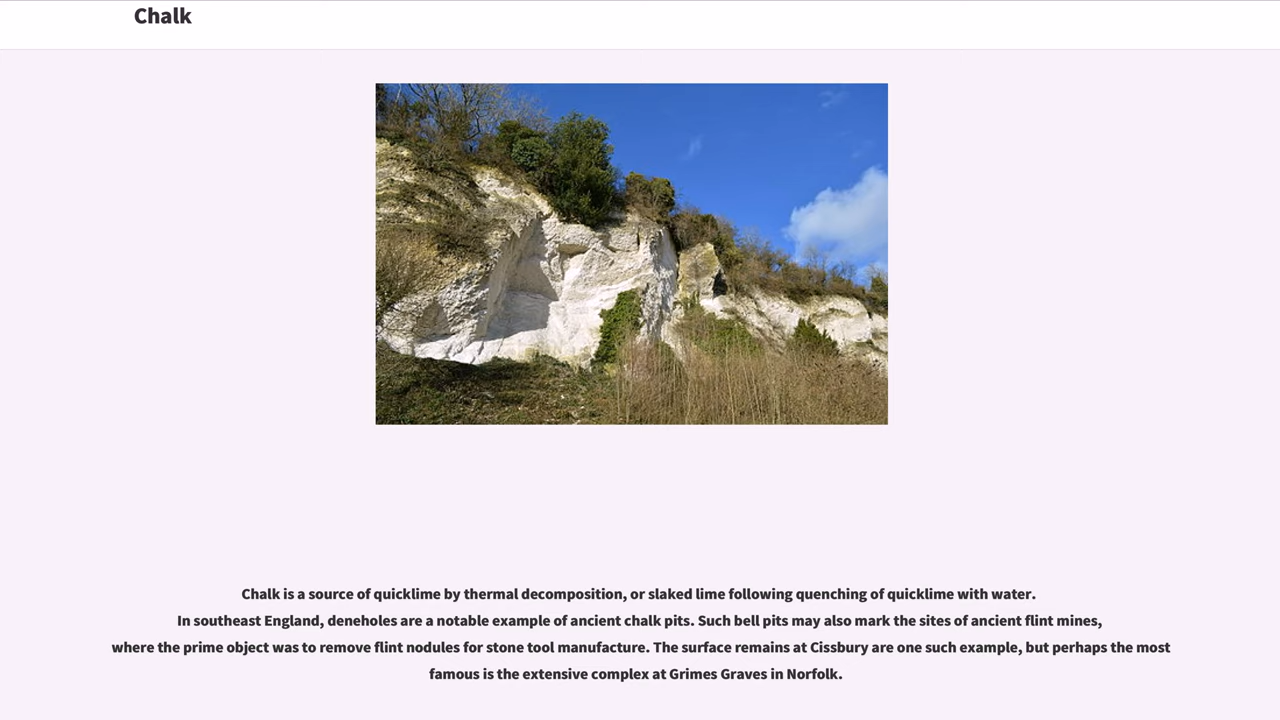 Chalk
Chalk is a source of quicklime by thermal decomposition, or slaked lime following quenching of quicklime with water.
In southeast England, deneholes are a notable example of ancient chalk pits. Such bell pits may also mark the sites of ancient flint mines,
where the prime object was to remove flint nodules for stone tool manufacture. The surface remains at Cissbury are one such example, but perhaps the most
famous is the extensive complex at Grimes Graves in Norfolk.